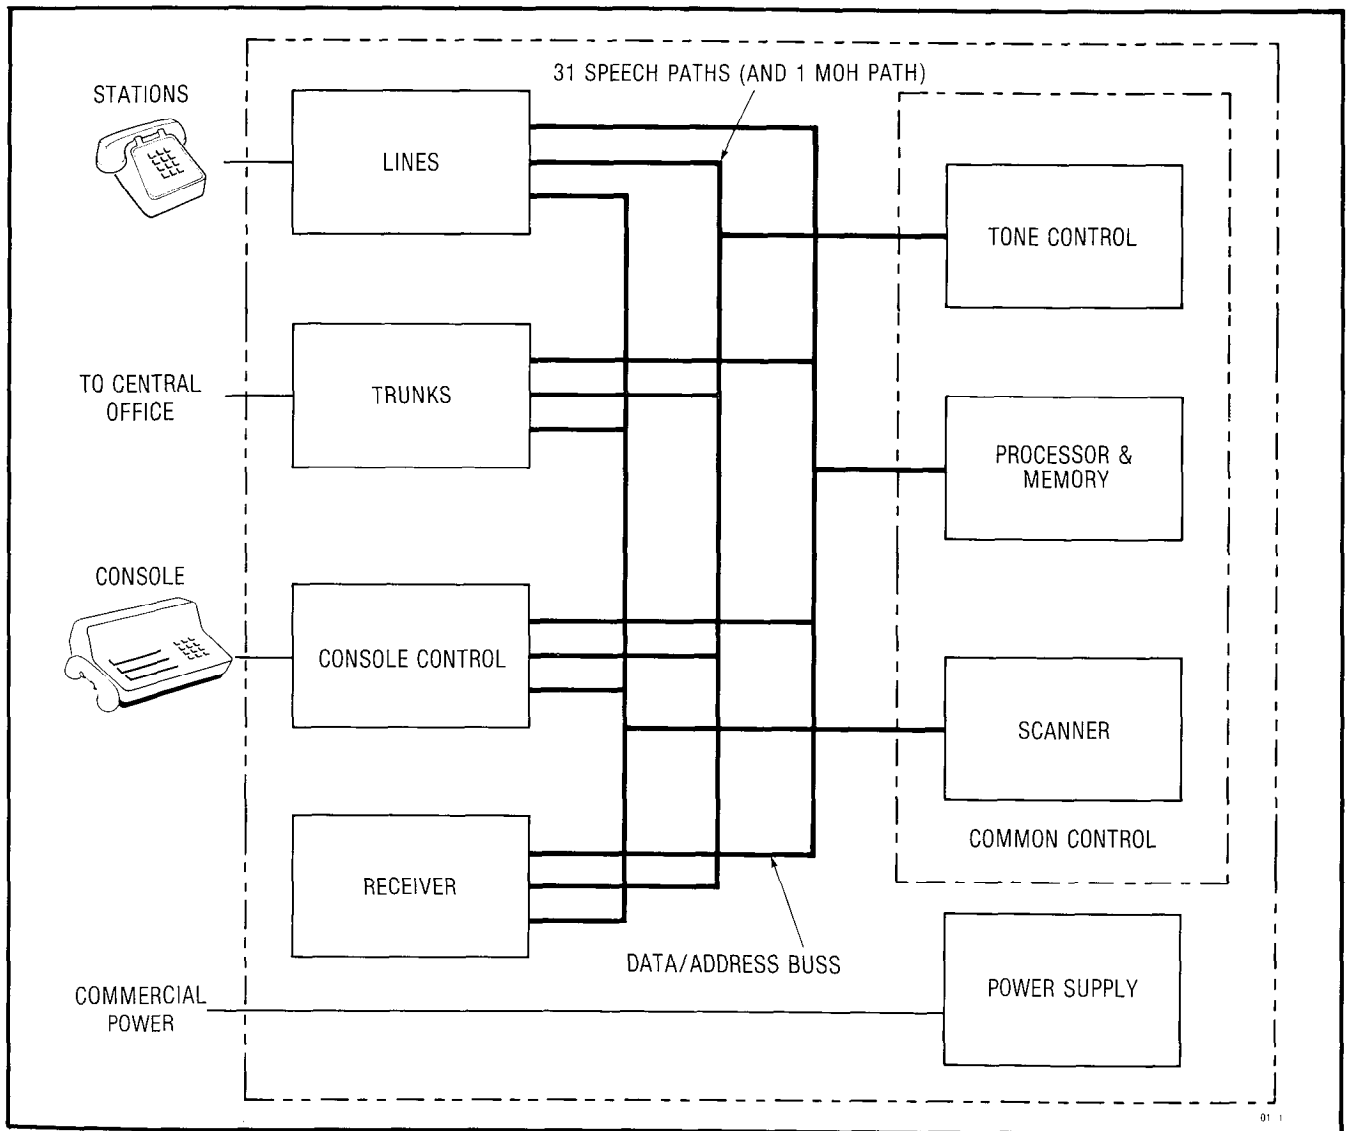 31 SPEECH PATHS (AND 1 MOH PATH)
STATIONS
LINES
TONE CONTROL
TO CENTRAL
OFFICE
TRUNKS
PROCESSOR &
MEMORY
CONSOLE
CONSOLE CONTROL
SCANNER
COMMON CONTROL
RECEIVER
DATA/ADDRESS BUSS
COMMERCIAL
POWER
POWER SUPPLY